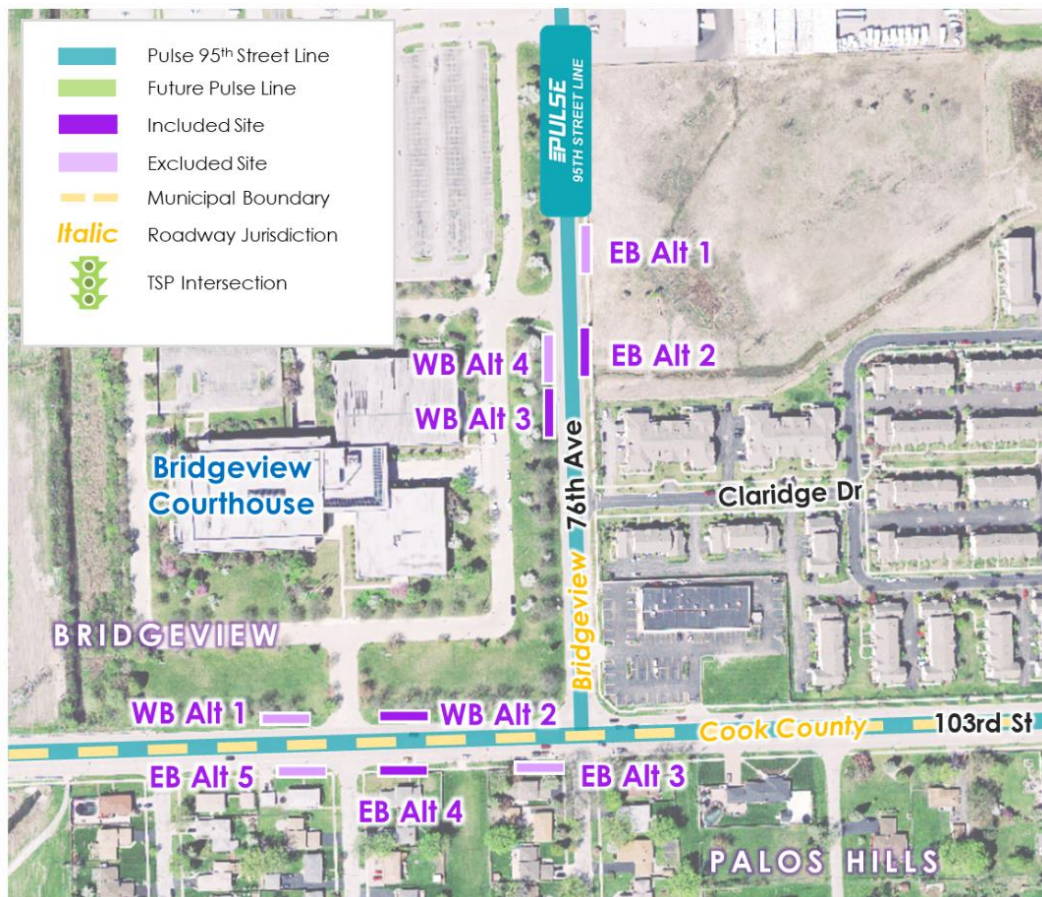 Pulse 95th Street Line
Future Pulse Line
Included Site
Excluded Site
Municipal Boundary
Italic Roadway Jurisdiction
TSP Intersection
PULSE
95TH STREET LINE
EB Alt 1
WB Alt 4
EB Alt 2
WB Alt 3
76th Ave
Bridgeview
Courthouse
Claridge Dr
Bridgeview
BRIDGEVIEW
WB Alt 1
WB Alt 2
Cook County
103rd St
EB Alt 5
EB Alt 4
EB Alt 3
PALOS HILLS